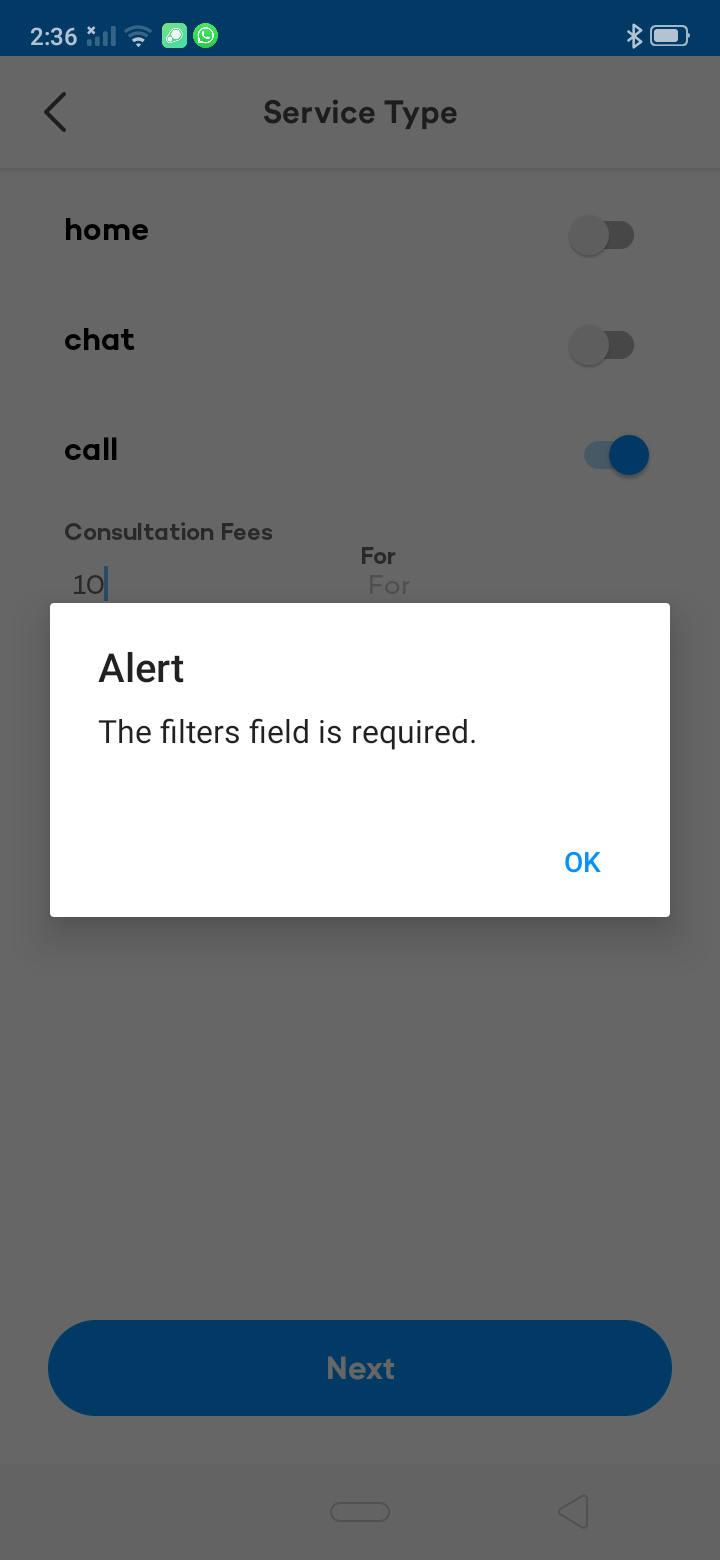 2:36
Service Type
home
chat
call
Consultation Fees
For
10
For
Alert
The filters field is required.
OK
Next